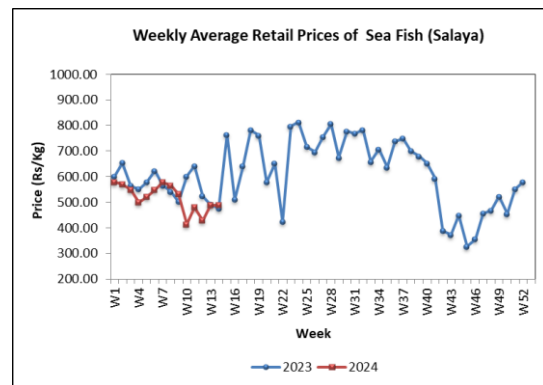 Weekly Average Retail Prices of  Sea Fish (Salaya)
Price (Rs/Kg)
1000.00
900.00
800.00
700.00
600.00
500.00
400.00
300.00
200.00
W1
W4
W7
W10
W13
W16
W19
W22
W25
W28
W31
W34
W37
W40
W43
W46
W49
W52
Week
2023
2024